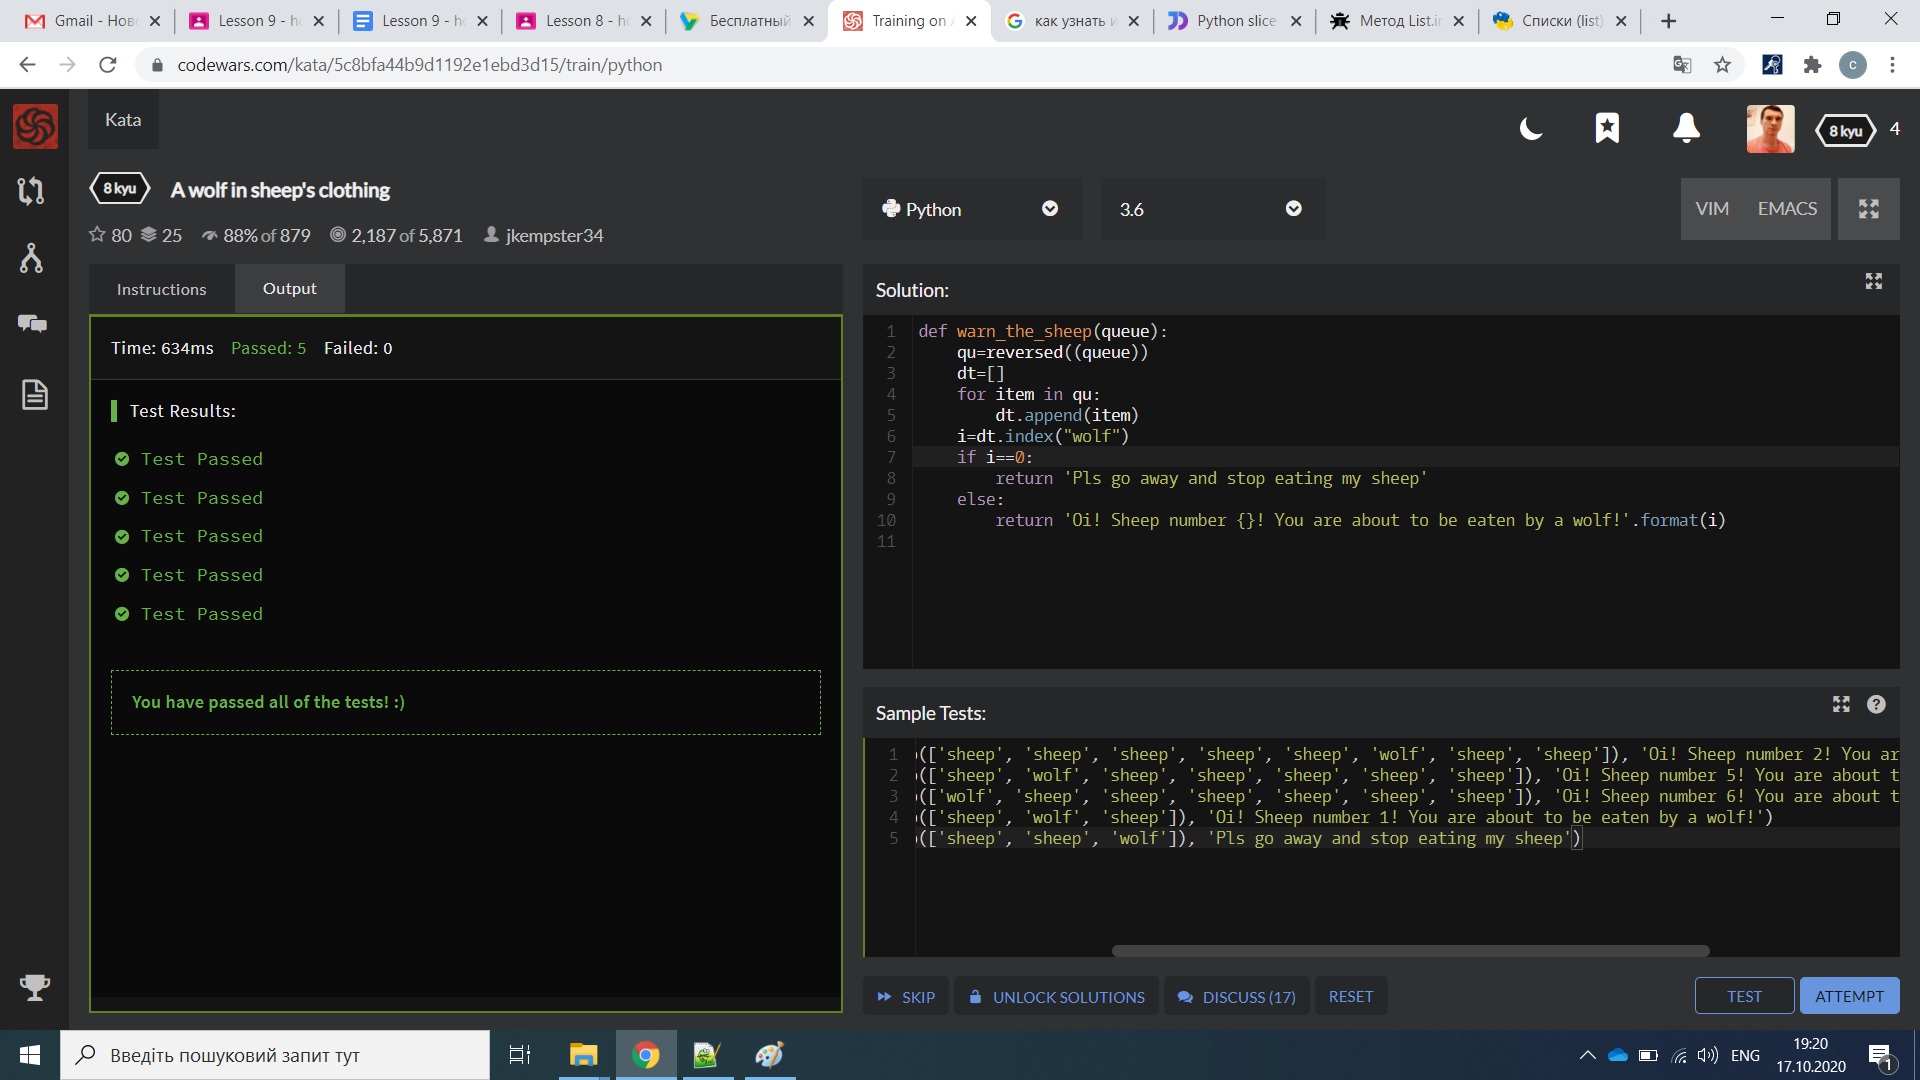 Gmail - Нов
Lesson 9 - h
Lesson 9 - h
Lesson 8 - h
Бесплатный
Training on
как узнать
Python slice
Метод List.i
Списки (list)
codewars.com/kata/5c8bfa44b9d1192e1ebd3d15/train/python
c
Kata
8 kyu 4
8 kyu A wolf in sheep's clothing
80 25 88% of 879 2,187 of 5,871 jkempster34
Python
3.6
VIM EMACS
Instructions Output
Time: 634ms Passed: 5 Failed: 0
Test Results:
Test Passed
Test Passed
Test Passed
Test Passed
Test Passed
You have passed all of the tests! :)
Solution:
1 def warn_the_sheep(queue):
2 qu=reversed((queue))
3 dt=[]
4 for item in qu:
5 dt.append(item)
6 i=dt.index("wolf")
7 if i==0:
8 return 'Pls go away and stop eating my sheep'
9 else:
10 return 'Oi! Sheep number {}! You are about to be eaten by a wolf!'.format(i)
11
Sample Tests:
1 (['sheep', 'sheep', 'sheep', 'sheep', 'sheep', 'wolf', 'sheep', 'sheep']), 'Oi! Sheep number 2! You ar
2 (['sheep', 'wolf', 'sheep', 'sheep', 'sheep', 'sheep', 'sheep']), 'Oi! Sheep number 5! You are about t
3 (['wolf', 'sheep', 'sheep', 'sheep', 'sheep', 'sheep', 'sheep']), 'Oi! Sheep number 6! You are about t
4 (['sheep', 'wolf', 'sheep']), 'Oi! Sheep number 1! You are about to be eaten by a wolf!')
5 (['sheep', 'sheep', 'wolf']), 'Pls go away and stop eating my sheep')
SKIP UNLOCK SOLUTIONS DISCUSS (17) RESET TEST ATTEMPT
Введіть пошуковий запит тут
ENG
19:20
17.10.2020
1